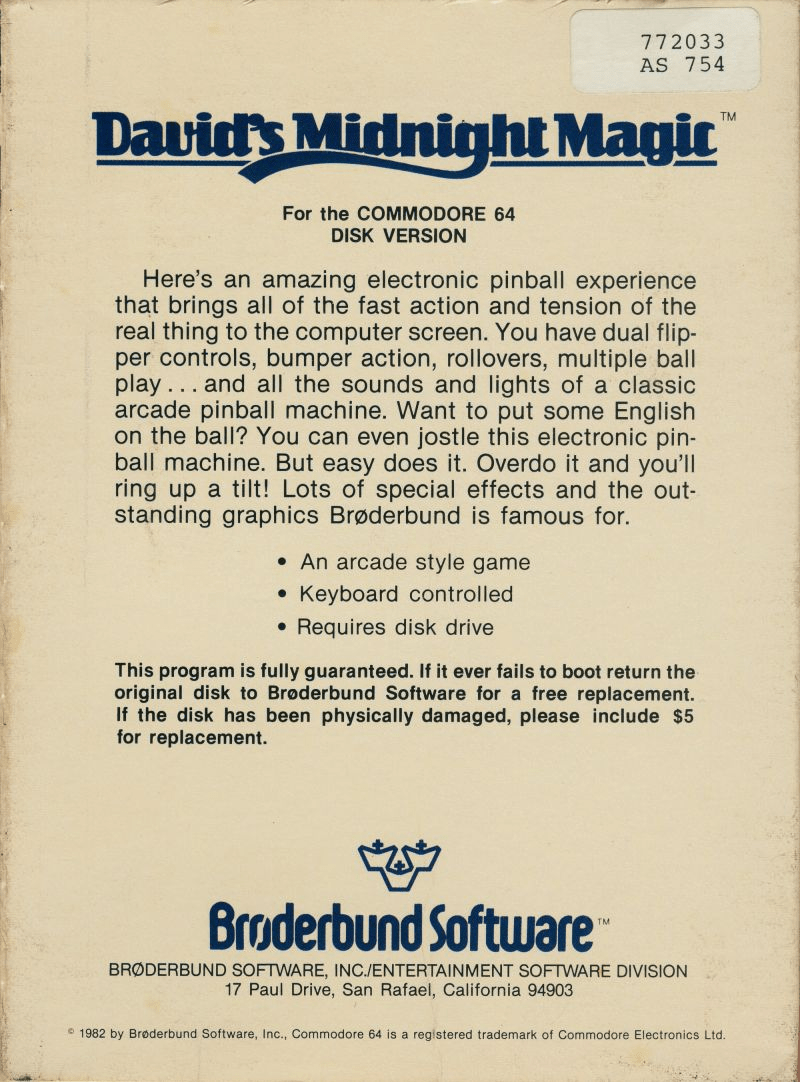 772033
AS 754
David's Midnight Magic™
For the COMMODORE 64
DISK VERSION
Here's an amazing electronic pinball experience
that brings all of the fast action and tension of the
real thing to the computer screen. You have dual flip-
per controls, bumper action, rollovers, multiple ball
play . . . and all the sounds and lights of a classic
arcade pinball machine. Want to put some English
on the ball? You can even jostle this electronic pin-
ball machine. But easy does it. Overdo it and you'll
ring up a tilt! Lots of special effects and the out-
standing graphics Brøderbund is famous for.
• An arcade style game
• Keyboard controlled
• Requires disk drive
This program is fully guaranteed. If it ever fails to boot return the
original disk to Brøderbund Software for a free replacement.
If the disk has been physically damaged, please include $5
for replacement.
Brøderbund Software™
BRØDERBUND SOFTWARE, INC./ENTERTAINMENT SOFTWARE DIVISION
17 Paul Drive, San Rafael, California 94903
© 1982 by Brøderbund Software, Inc., Commodore 64 is a registered trademark of Commodore Electronics Ltd.